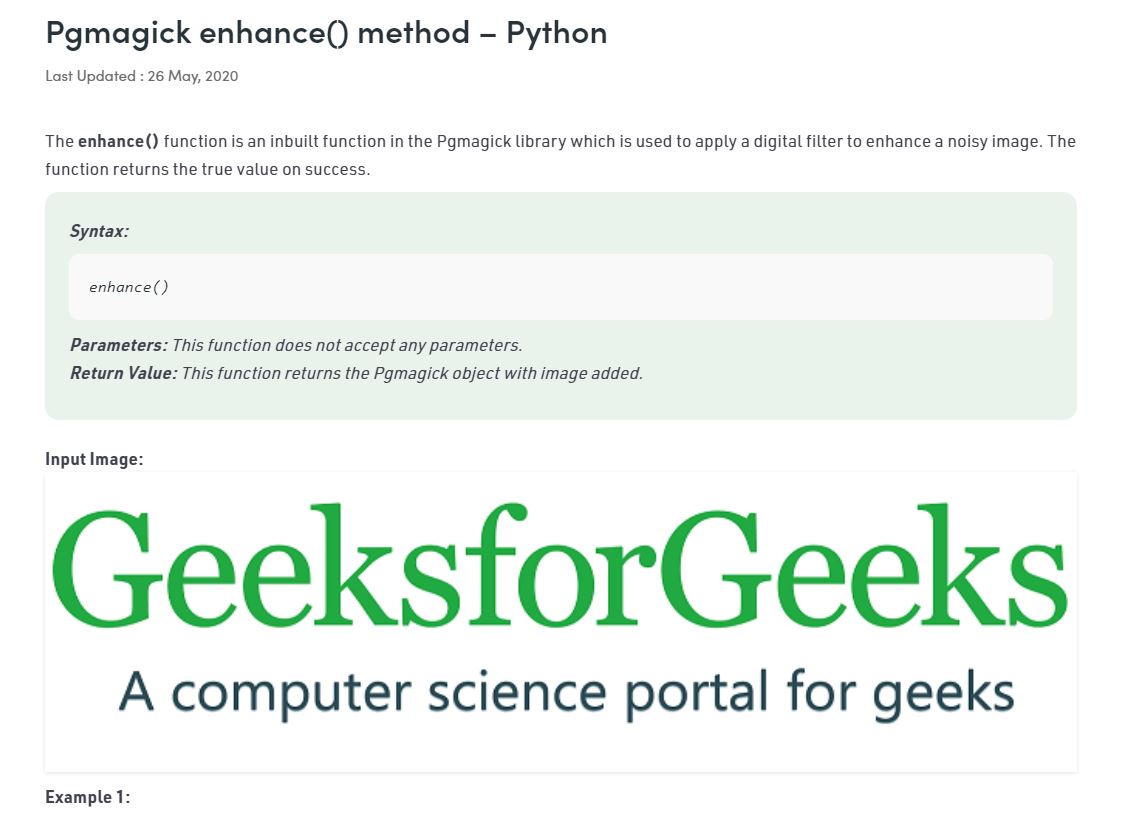 Pgmagick enhance() method – Python
Last Updated : 26 May, 2020
The enhance() function is an inbuilt function in the Pgmagick library which is used to apply a digital filter to enhance a noisy image. The
function returns the true value on success.
Syntax:
enhance()
Parameters: This function does not accept any parameters.
Return Value: This function returns the Pgmagick object with image added.
Input Image:
GeeksforGeeks
A computer science portal for geeks
Example 1: